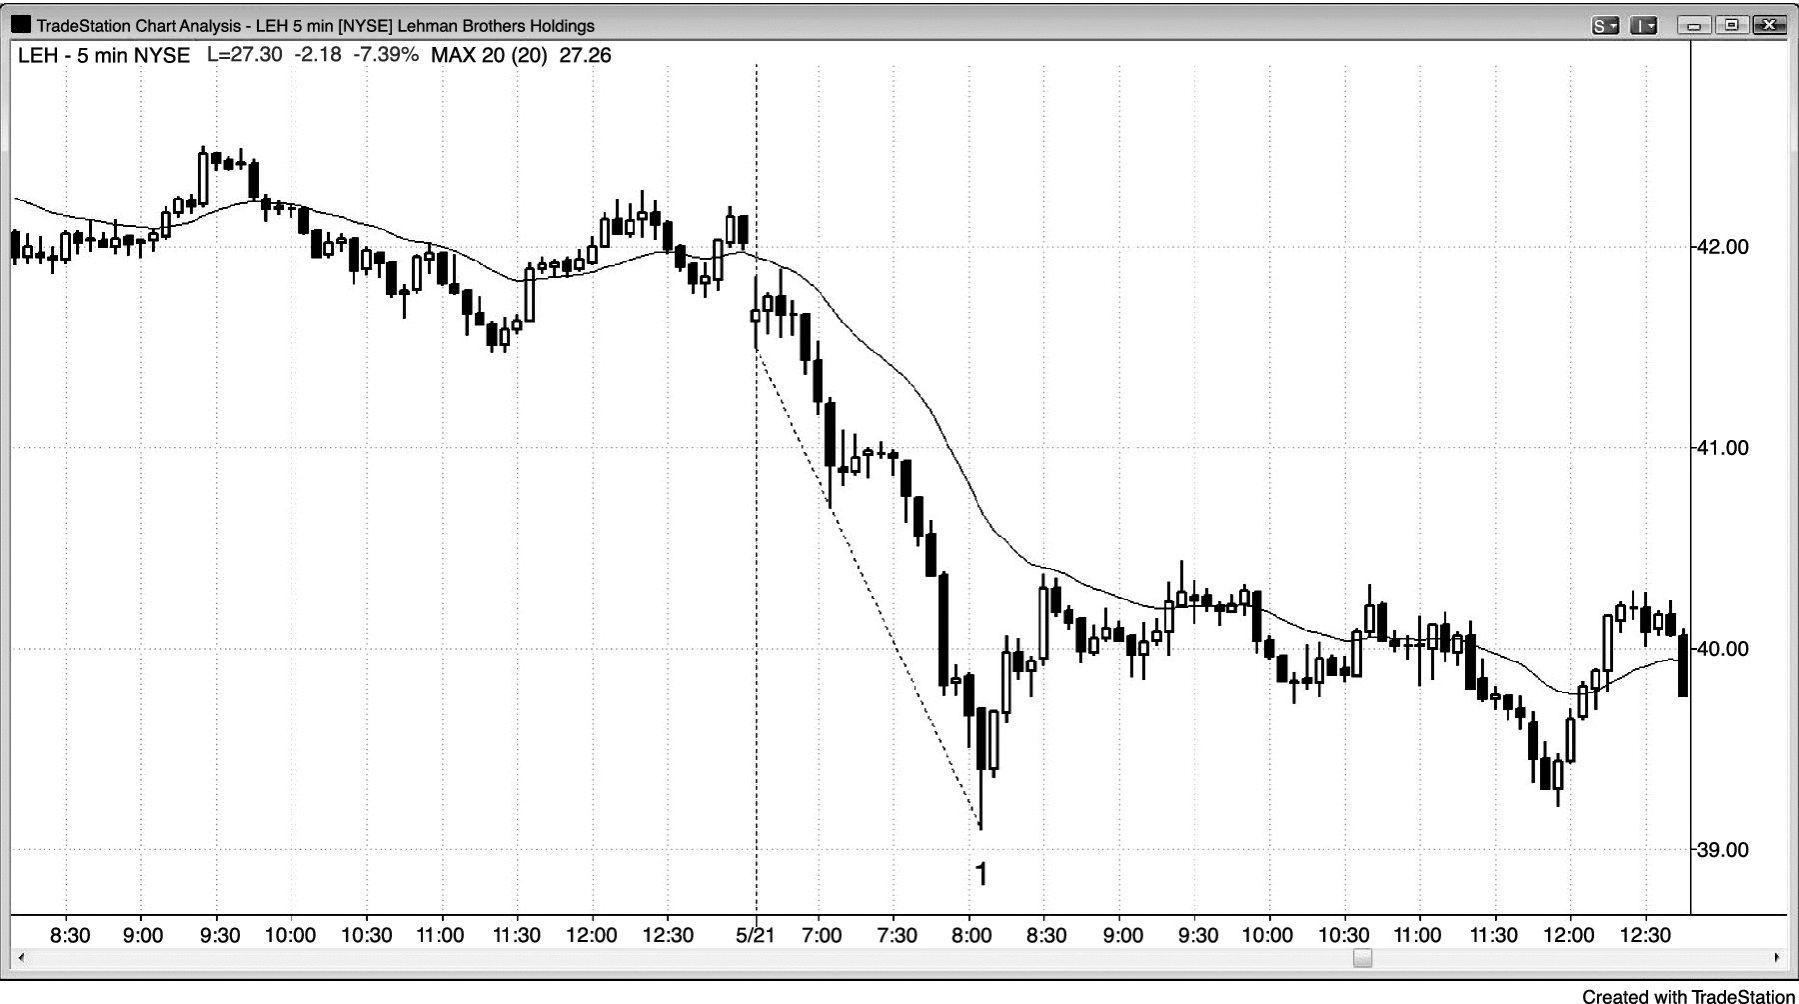 TradeStation Chart Analysis - LEH 5 min [NYSE] Lehman Brothers Holdings
S I
LEH - 5 min NYSE L=27.30 -2.18 -7.39% MAX 20 (20) 27.26
42.00
41.00
40.00
39.00
1
8:30 9:00 9:30 10:00 10:30 11:00 11:30 12:00 12:30 5/21 7:00 7:30 8:00 8:30 9:00 9:30 10:00 10:30 11:00 11:30 12:00 12:30
Created with TradeStation